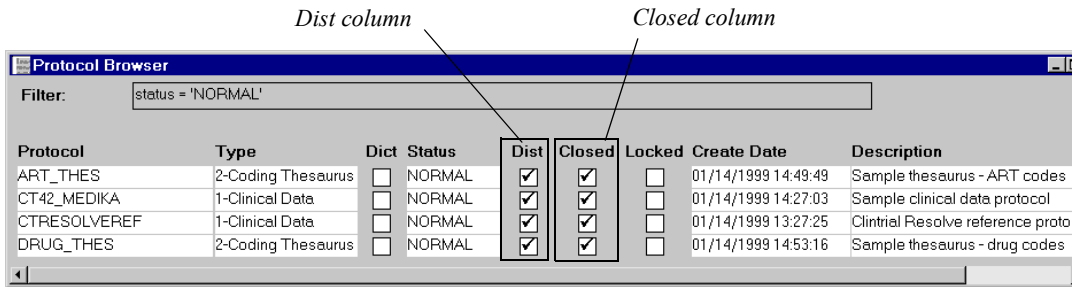 Dist column Closed column
Protocol Browser
Filter: status = 'NORMAL'
Protocol Type Dict Status Dist Closed Locked Create Date Description
ART_THES 2-Coding Thesaurus NORMAL 01/14/1999 14:49:49 Sample thesaurus - ART codes
CT42_MEDIKA 1-Clinical Data NORMAL 01/14/1999 14:27:03 Sample clinical data protocol
CTRESOLVEREF 1-Clinical Data NORMAL 01/14/1999 13:27:25 Clintrial Resolve reference proto
DRUG_THES 2-Coding Thesaurus NORMAL 01/14/1999 14:53:16 Sample thesaurus - drug codes